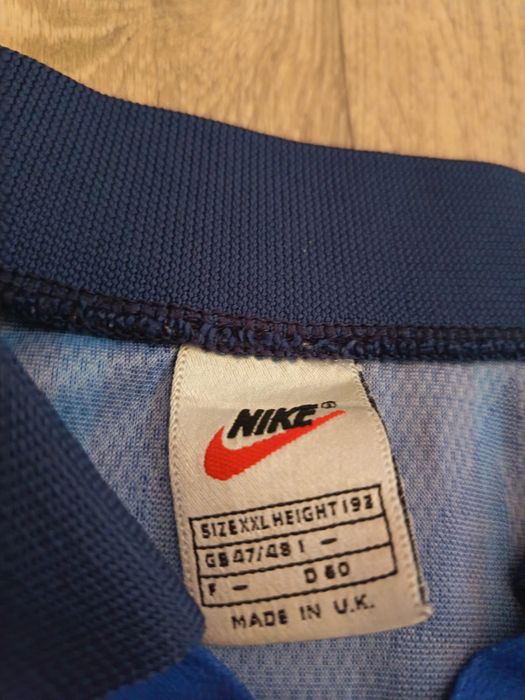 NIKE®
SIZE XXL HEIGHT 193
GB 47/48 I –
F – D 60
MADE IN U.K.